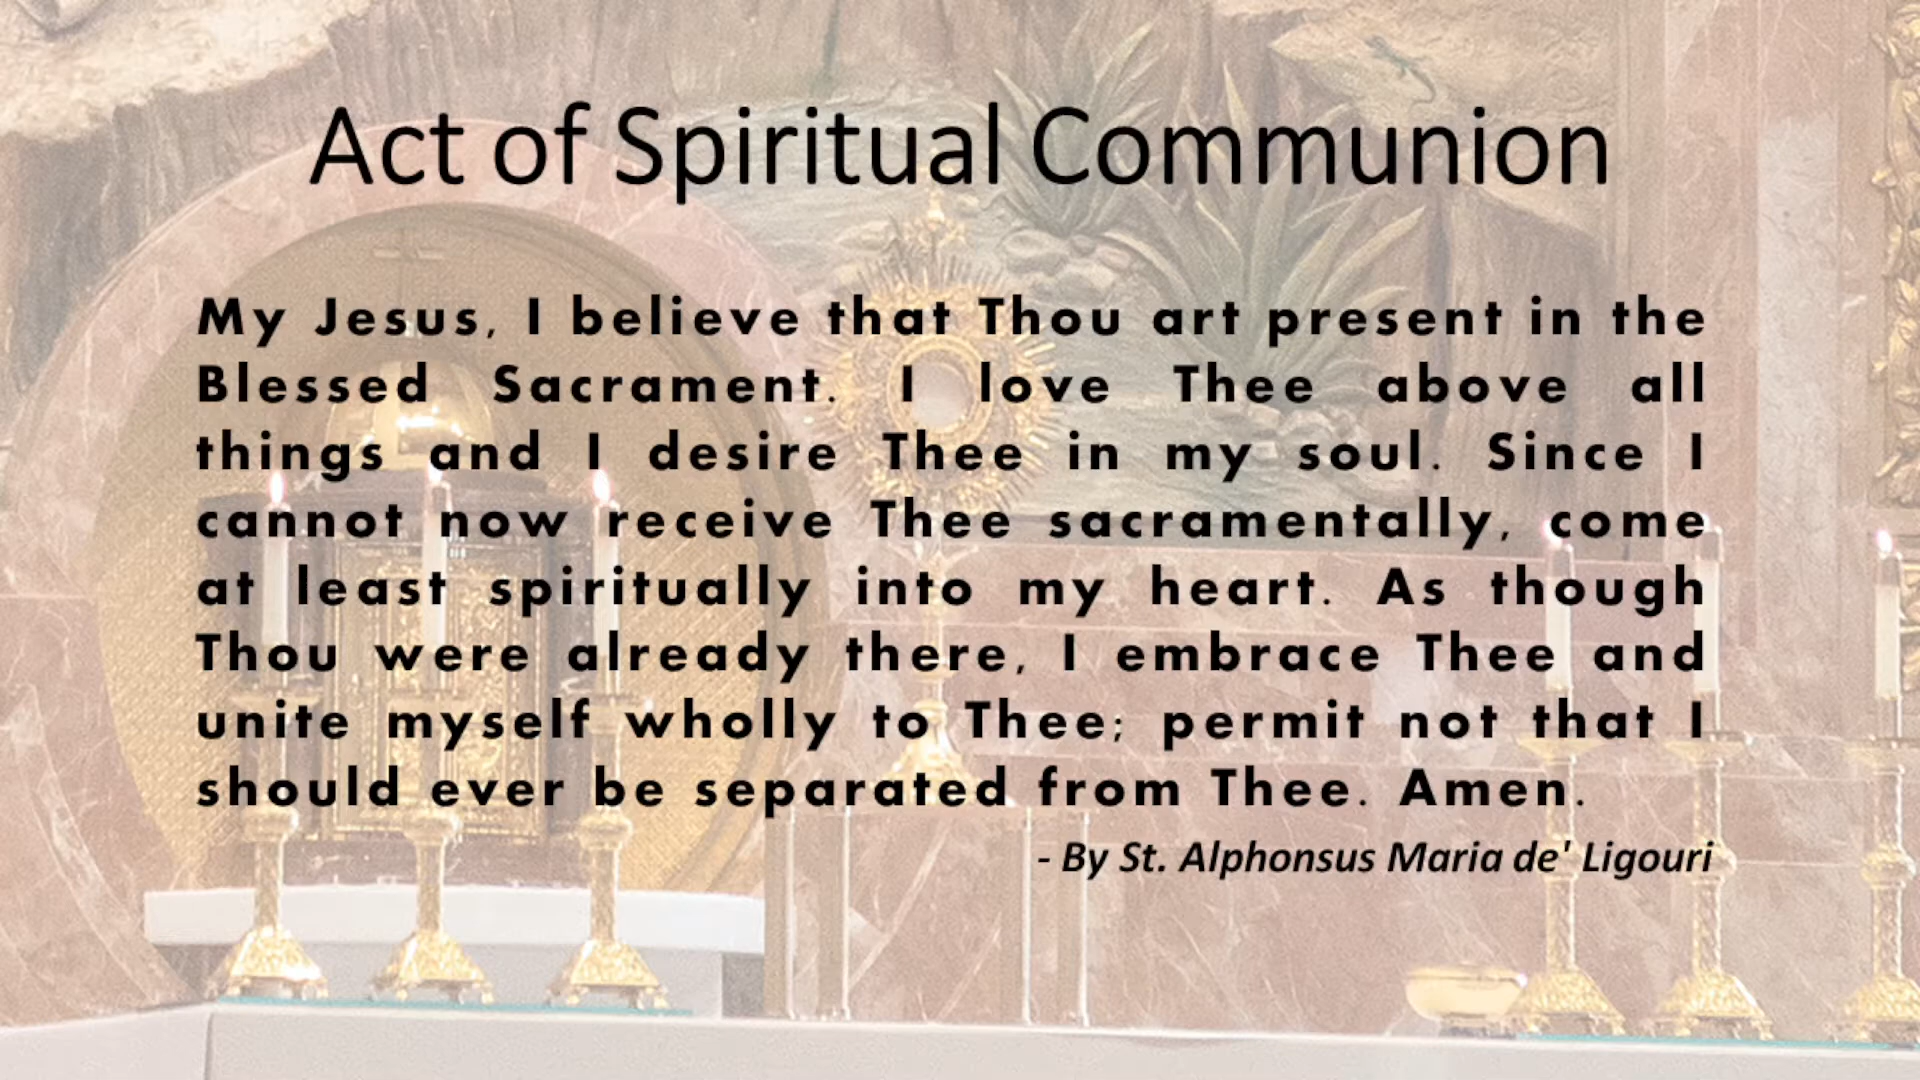 Act of Spiritual Communion
My Jesus, I believe that Thou art present in the
Blessed Sacrament. I love Thee above all
things and I desire Thee in my soul. Since I
cannot now receive Thee sacramentally, come
at least spiritually into my heart. As though
Thou were already there, I embrace Thee and
unite myself wholly to Thee; permit not that I
should ever be separated from Thee. Amen.
- By St. Alphonsus Maria de' Ligouri